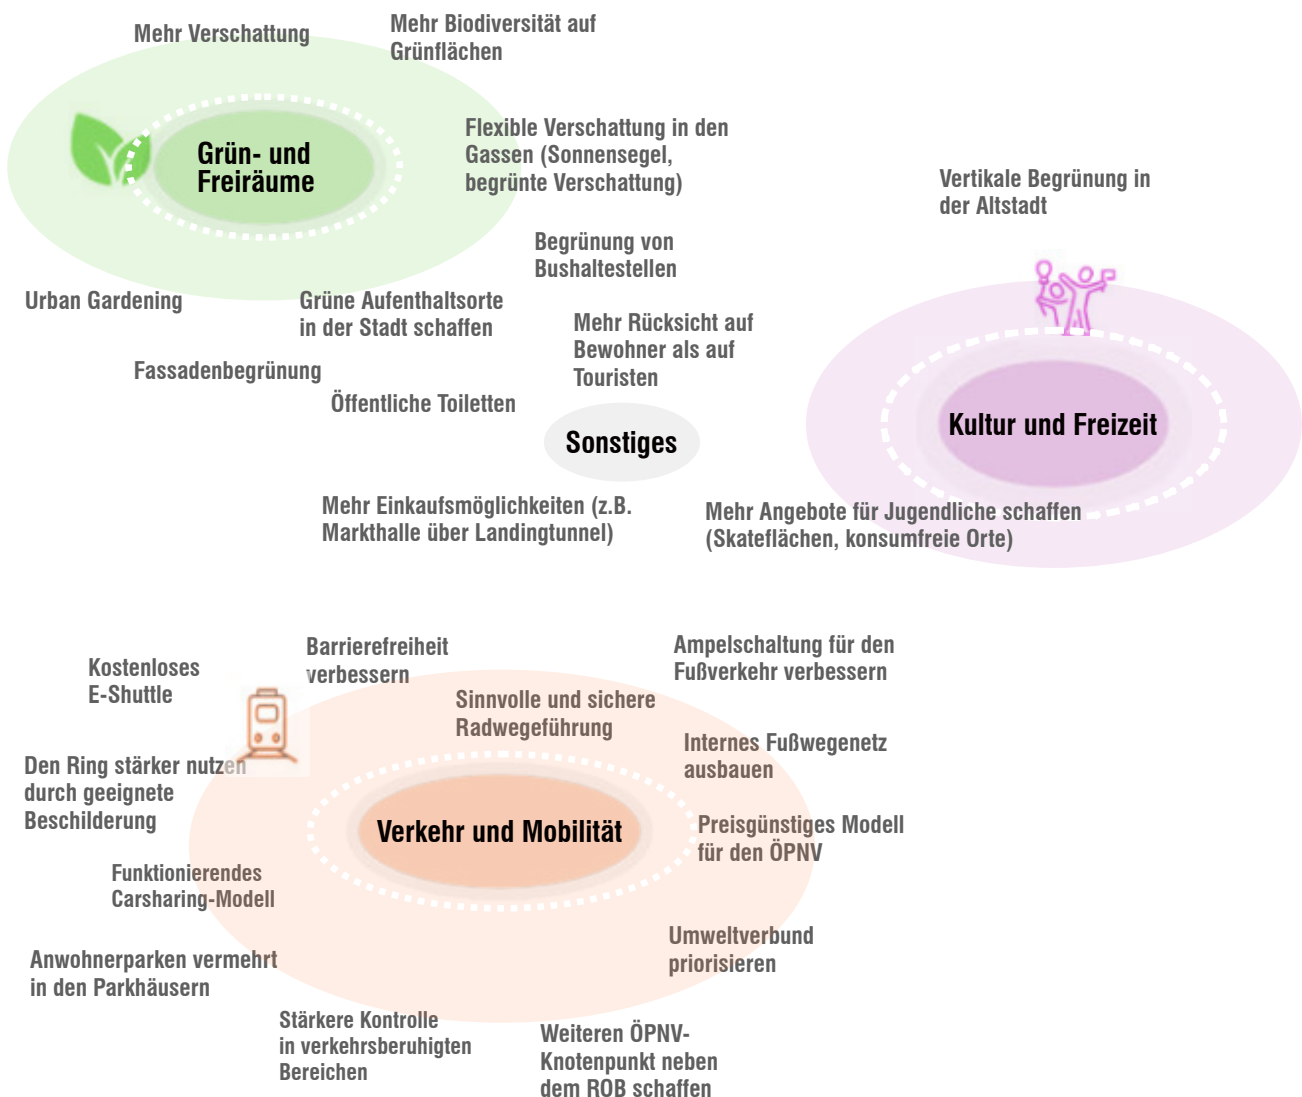 Mehr Verschattung
Mehr Biodiversität auf
Grünflächen
Grün- und
Freiräume
Flexible Verschattung in den
Gassen (Sonnensegel,
begrünte Verschattung)
Vertikale Begrünung in
der Altstadt
Begrünung von
Bushaltestellen
Urban Gardening
Grüne Aufenthaltsorte
in der Stadt schaffen
Mehr Rücksicht auf
Bewohner als auf
Touristen
Fassadenbegrünung
Öffentliche Toiletten
Sonstiges
Kultur und Freizeit
Mehr Einkaufsmöglichkeiten (z.B.
Markthalle über Landingtunnel)
Mehr Angebote für Jugendliche schaffen
(Skateflächen, konsumfreie Orte)
Kostenloses
E-Shuttle
Barrierefreiheit
verbessern
Ampelschaltung für den
Fußverkehr verbessern
Sinnvolle und sichere
Radwegeführung
Internes Fußwegenetz
ausbauen
Den Ring stärker nutzen
durch geeignete
Beschilderung
Verkehr und Mobilität
Preisgünstiges Modell
für den ÖPNV
Funktionierendes
Carsharing-Modell
Umweltverbund
priorisieren
Anwohnerparken vermehrt
in den Parkhäusern
Stärkere Kontrolle
in verkehrsberuhigten
Bereichen
Weiteren ÖPNV-
Knotenpunkt neben
dem ROB schaffen